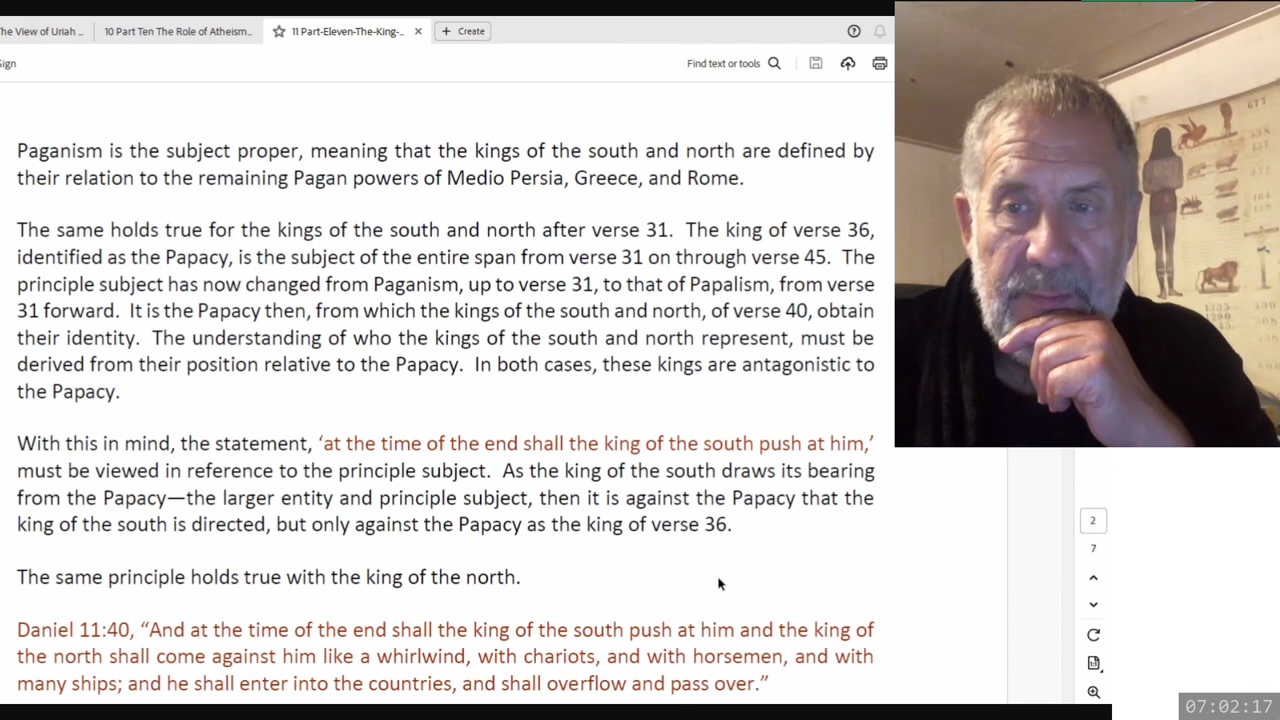 The View of Uriah ...
10 Part Ten The Role of Atheism...
11 Part-Eleven-The-King-...
Create
Sign
Find text or tools
Paganism is the subject proper, meaning that the kings of the south and north are defined by
their relation to the remaining Pagan powers of Medio Persia, Greece, and Rome.
The same holds true for the kings of the south and north after verse 31. The king of verse 36,
identified as the Papacy, is the subject of the entire span from verse 31 on through verse 45. The
principle subject has now changed from Paganism, up to verse 31, to that of Papalism, from verse
31 forward. It is the Papacy then, from which the kings of the south and north, of verse 40, obtain
their identity. The understanding of who the kings of the south and north represent, must be
derived from their position relative to the Papacy. In both cases, these kings are antagonistic to
the Papacy.
With this in mind, the statement, ‘at the time of the end shall the king of the south push at him,’
must be viewed in reference to the principle subject. As the king of the south draws its bearing
from the Papacy—the larger entity and principle subject, then it is against the Papacy that the
king of the south is directed, but only against the Papacy as the king of verse 36.
The same principle holds true with the king of the north.
Daniel 11:40, “And at the time of the end shall the king of the south push at him and the king of
the north shall come against him like a whirlwind, with chariots, and with horsemen, and with
many ships; and he shall enter into the countries, and shall overflow and pass over.”
2
7
677
07:02:17